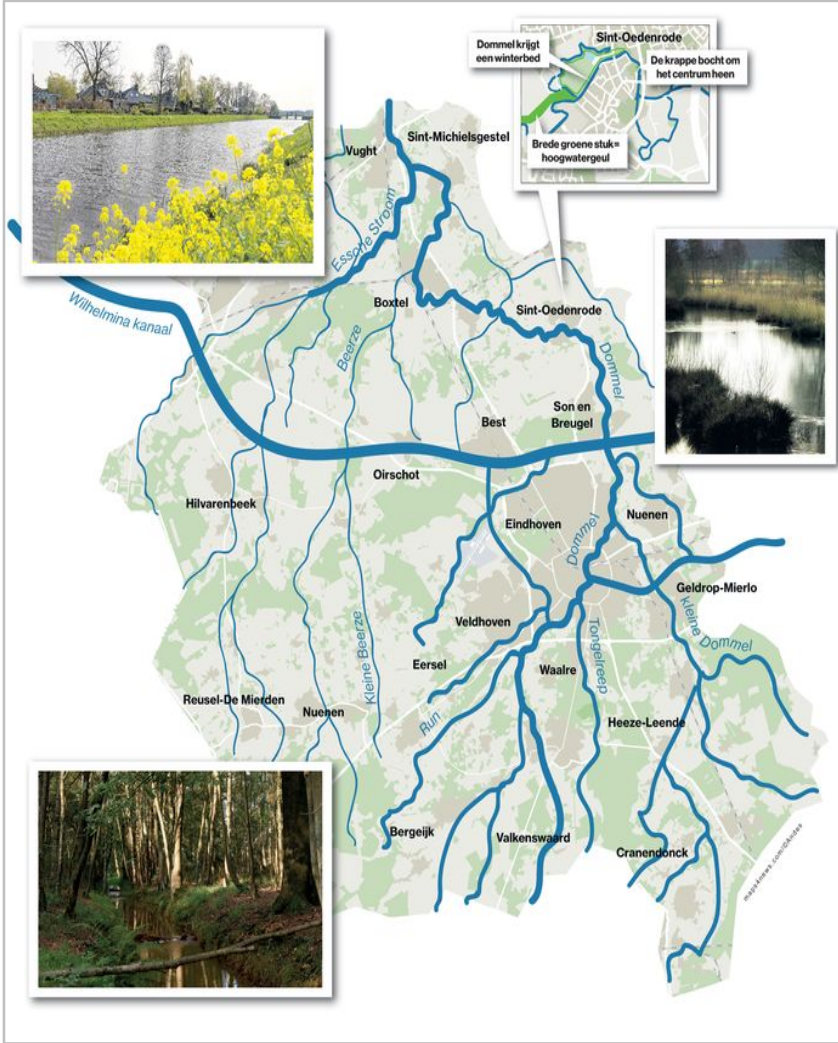 Sint-Oedenrode
Dommel krijgt
een winterbed
De krappe bocht om
het centrum heen
Brede groene stuk=
hoogwatergeul
Sint-Michielsgestel
Vught
Essche Stroom
Wilhelmina kanaal
Boxtel
Sint-Oedenrode
Beerze
Dommel
Son en
Breugel
Best
Oirschot
Hilvarenbeek
Eindhoven
Nuenen
Dommel
Geldrop-Mierlo
kleine Dommel
Veldhoven
Tongelreep
Eersel
Waalre
Kleine Beerze
Reusel-De Mierden
Nuenen
Run
Heeze-Leende
Bergeijk
Valkenswaard
Cranendonck
maps4news.com/©Andes